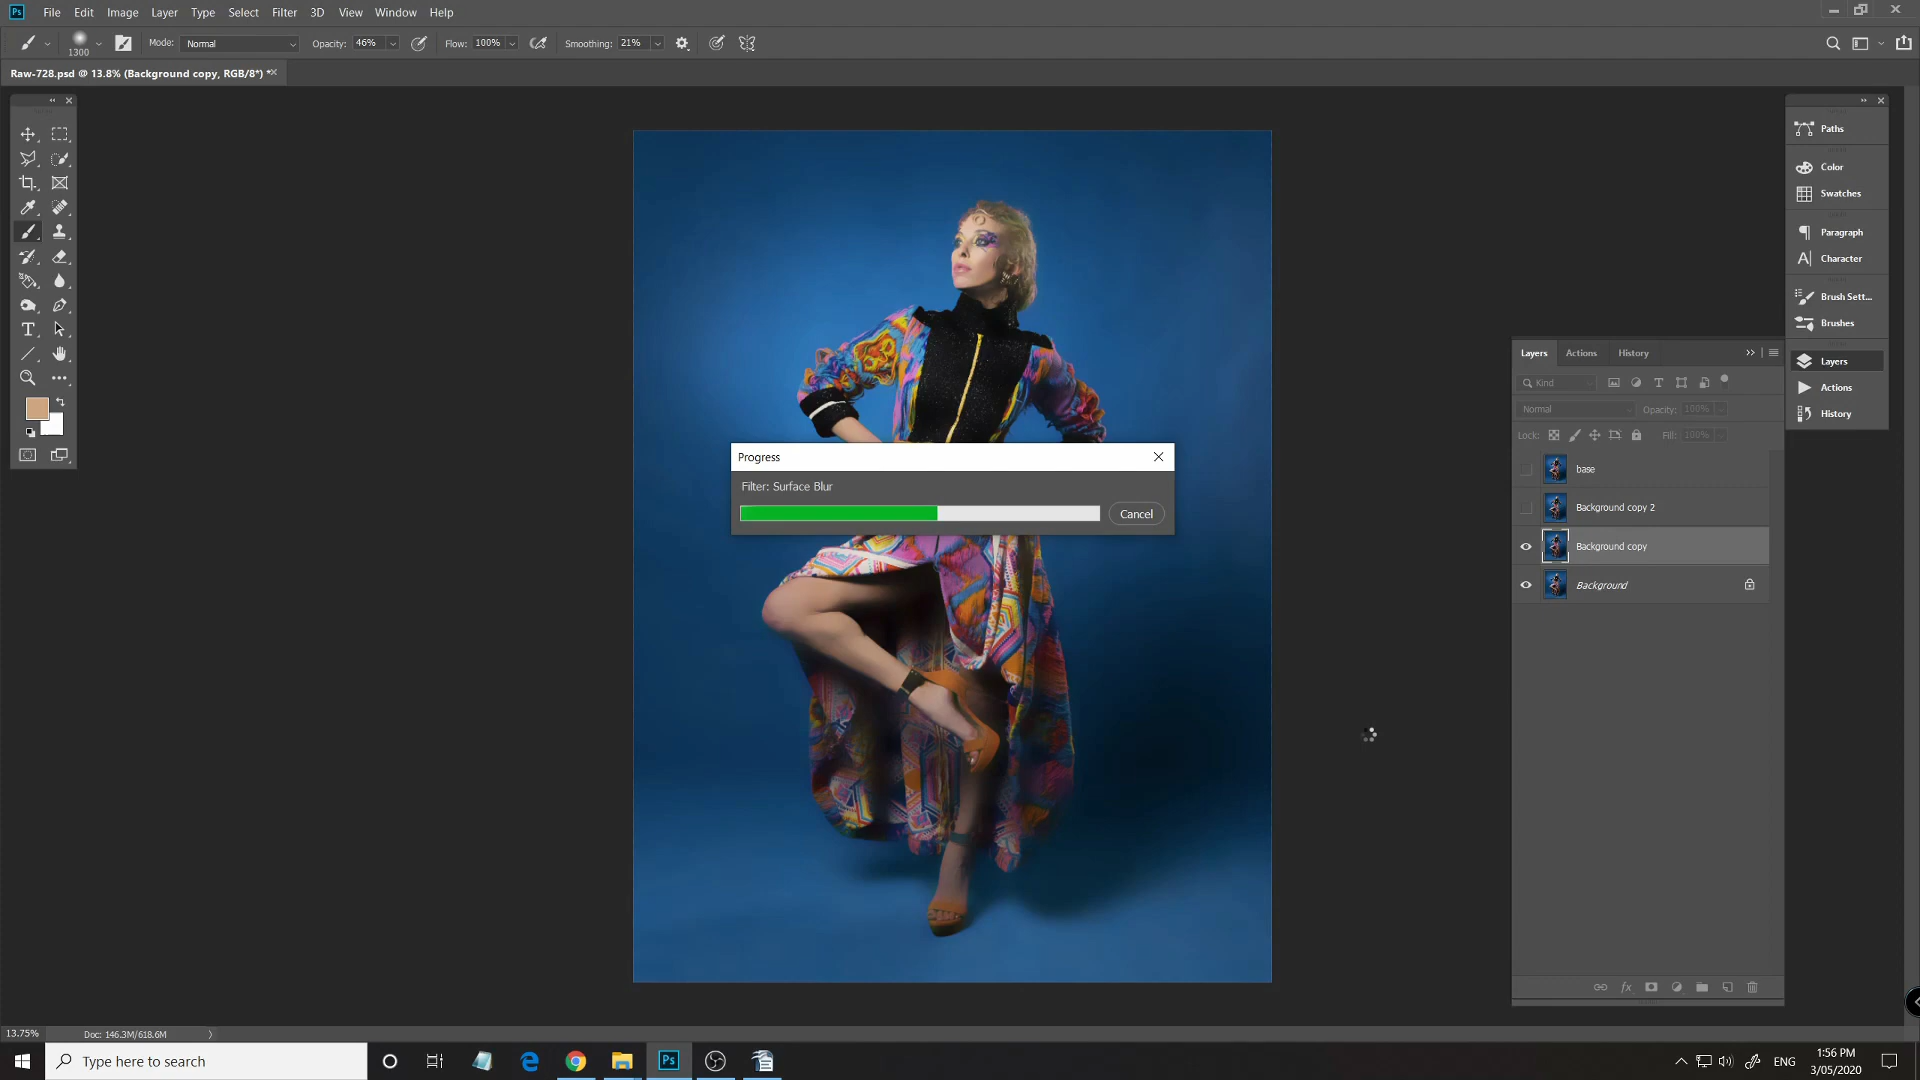 Ps File Edit Image Layer Type Select Filter 3D View Window Help
1300 Mode: Normal Opacity: 46% Flow: 100% Smoothing: 21%
Raw-728.psd @ 13.8% (Background copy, RGB/8*) *
Paths
Color
Swatches
Paragraph
Character
Brush Sett...
Brushes
Layers
Actions
History
Layers Actions History
Kind
Normal Opacity: 100%
Lock: Fill: 100%
base
Background copy 2
Background copy
Background
Progress
Filter: Surface Blur
Cancel
13.75% Doc: 146.3M/618.6M
Type here to search
Ps
ENG
1:56 PM
3/05/2020